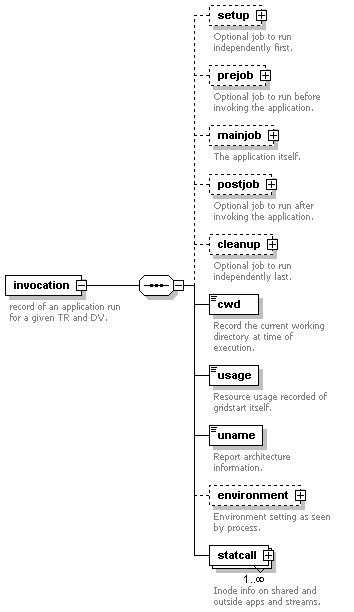 setup
Optional job to run
independently first.
prejob
Optional job to run before
invoking the application.
mainjob
The application itself.
postjob
Optional job to run after
invoking the application.
cleanup
Optional job to run
independently last.
invocation
record of an application run
for a given TR and DV.
cwd
Record the current working
directory at time of
execution.
usage
Resource usage recorded of
gridstart itself.
uname
Report architecture
information.
environment
Environment setting as seen
by process.
statcall
1..∞
Inode info on shared and
outside apps and streams.